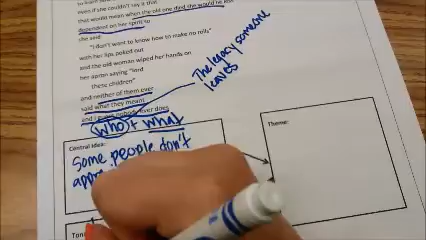 even if she couldn't say it that
that would mean when the old one died she would be less
dependent on her spirit so
she said
"I don't want to know how to make no rolls"
with her lips poked out
and the old woman wiped her hands on
her apron saying "lord
these children"
and neither of them ever
said what they meant
and i guess nobody ever does
The legacy someone
leaves
who + what
Central Idea:
Some people don't
Theme: